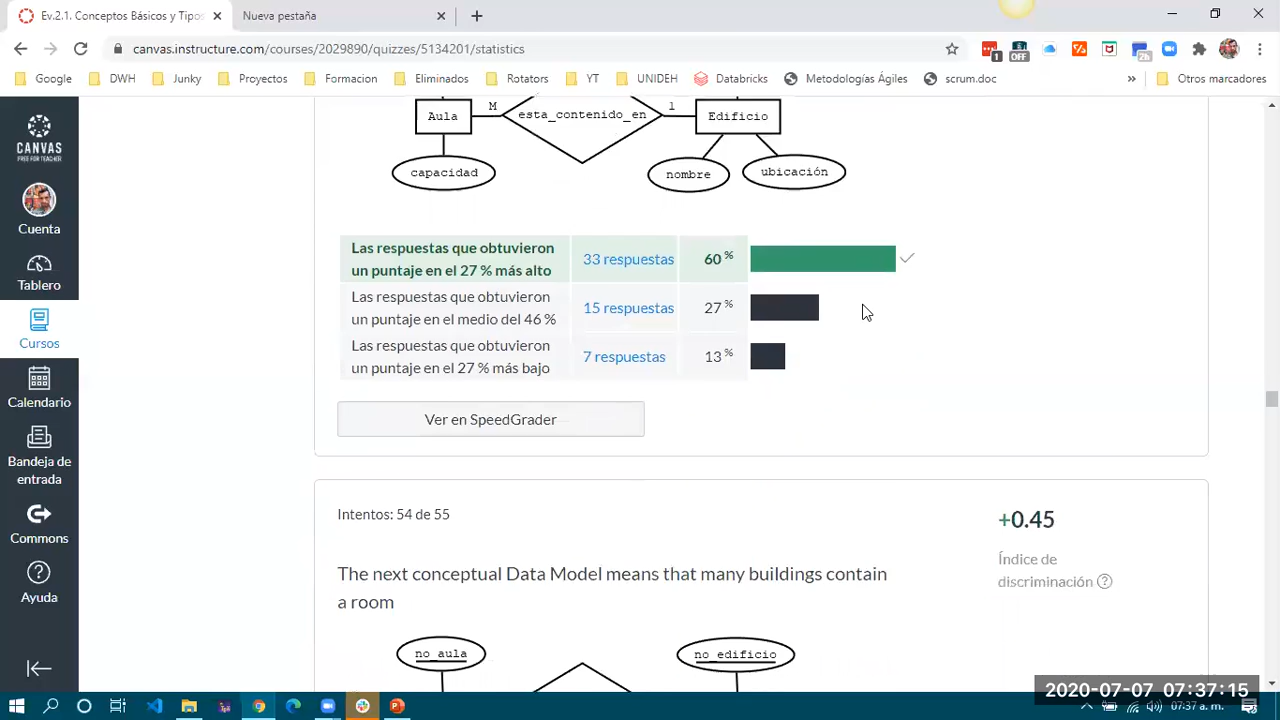 Ev.2.1. Conceptos Básicos y Tipos
Nueva pestaña
canvas.instructure.com/courses/2029890/quizzes/5134201/statistics
1
OFF
2h
Google
DWH
Junky
Proyectos
Formacion
Eliminados
Rotators
YT
UNIDEH
Databricks
Metodologías Ágiles
scrum.doc
»
Otros marcadores
CANVAS
FREE FOR TEACHER
Cuenta
Tablero
Cursos
Calendario
Bandeja de
entrada
Commons
Ayuda
Aula
M
esta_contenido_en
1
Edificio
capacidad
nombre
ubicación
Las respuestas que obtuvieron
un puntaje en el 27 % más alto
33 respuestas
60 %
Las respuestas que obtuvieron
un puntaje en el medio del 46 %
15 respuestas
27 %
Las respuestas que obtuvieron
un puntaje en el 27 % más bajo
7 respuestas
13 %
Ver en SpeedGrader
Intentos: 54 de 55
+0.45
Índice de
discriminación
The next conceptual Data Model means that many buildings contain
a room
no_aula
no_edificio
2020-07-07 07:37:15
07:37 a. m.